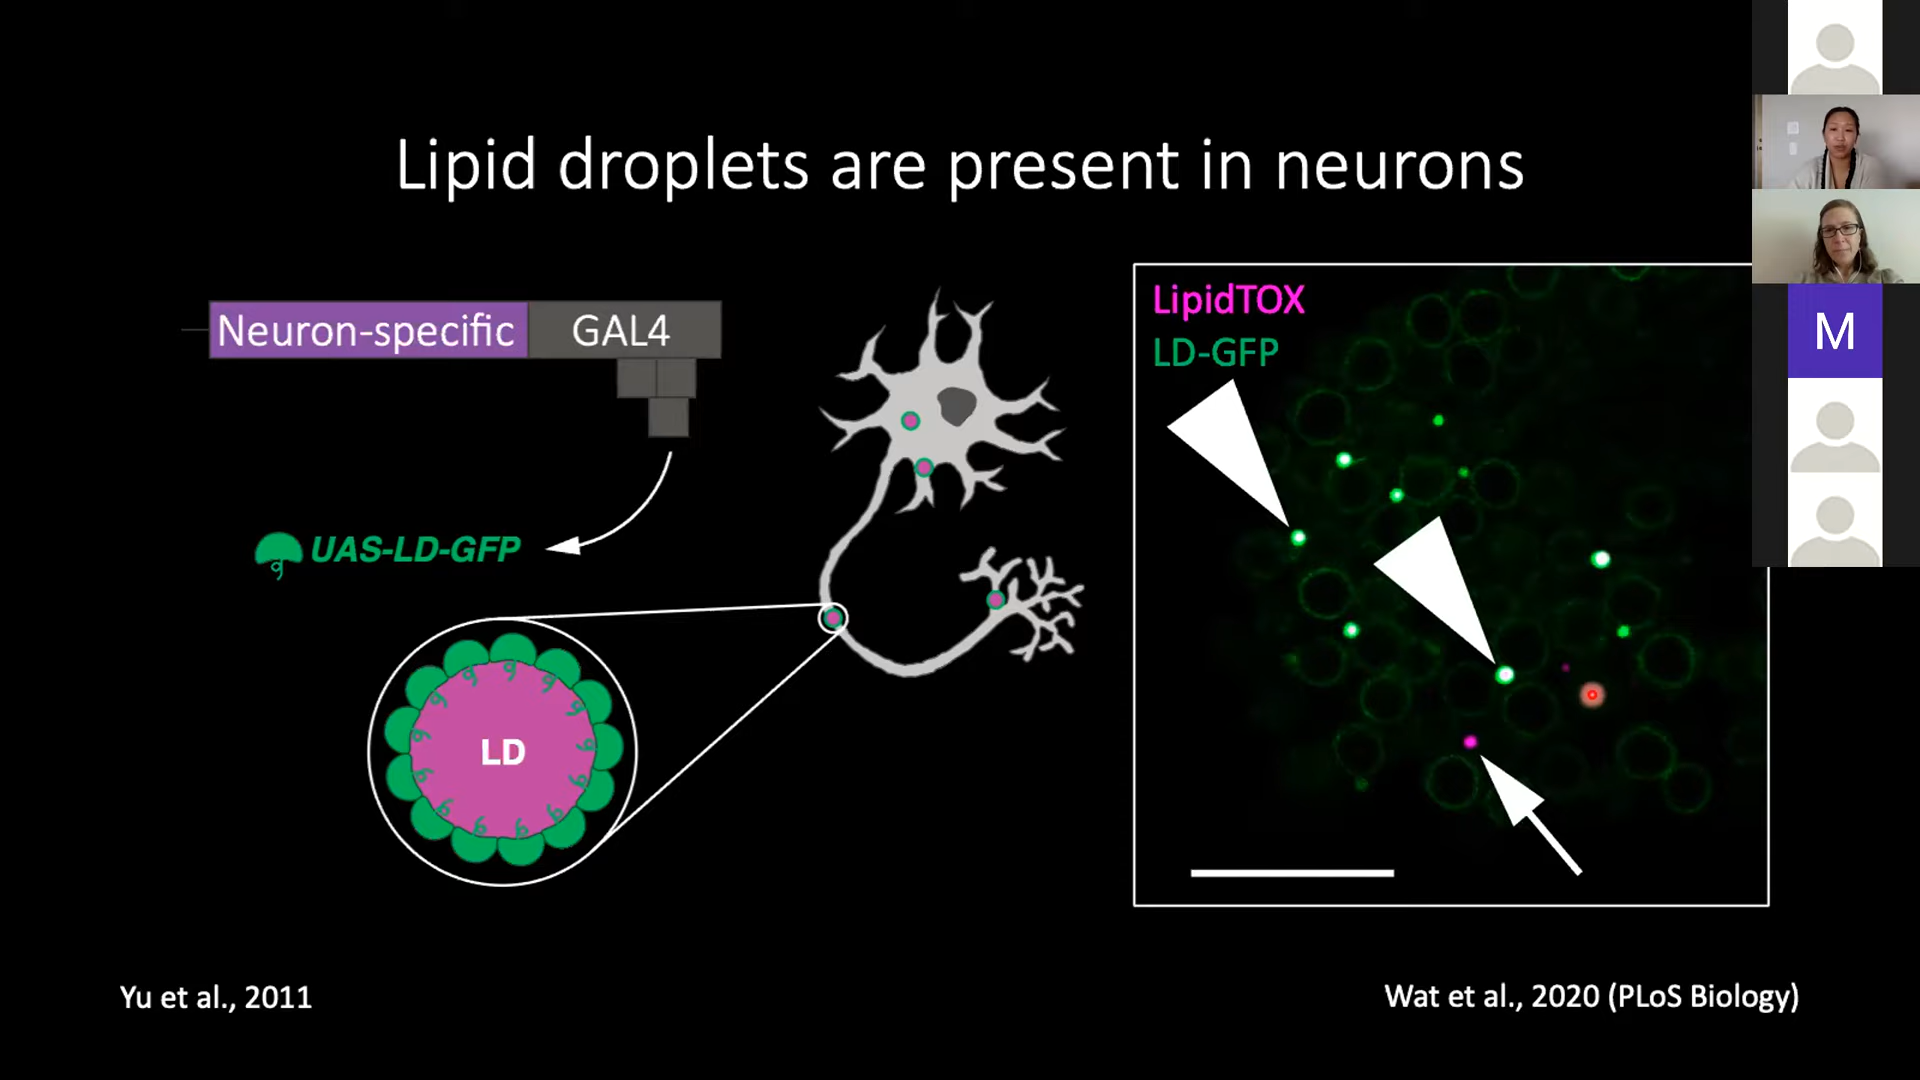 Lipid droplets are present in neurons
Neuron-specific GAL4
UAS-LD-GFP
LD
LipidTOX
LD-GFP
M
Yu et al., 2011
Wat et al., 2020 (PLoS Biology)